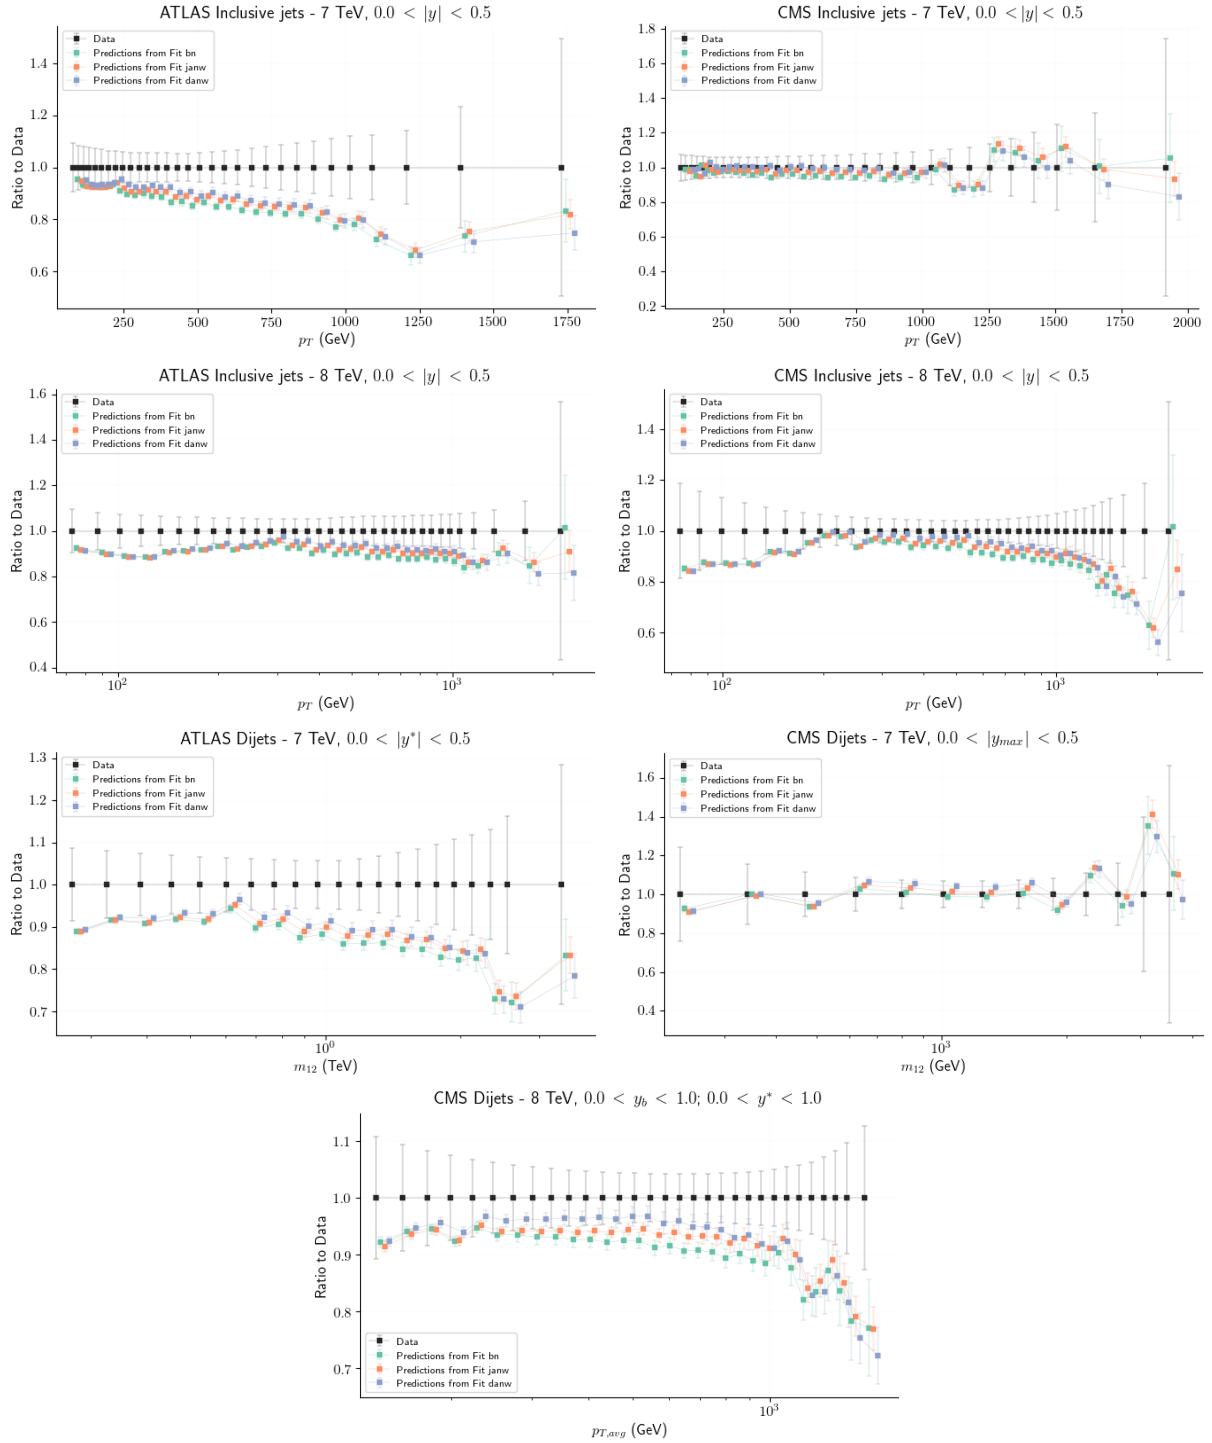 ATLAS Inclusive jets - 7 TeV, 0.0 < |y| < 0.5
Data
Predictions from Fit bn
Predictions from Fit janw
Predictions from Fit danw
Ratio to Data
1.4
1.2
1.0
0.8
0.6
250 500 750 1000 1250 1500 1750
p_T (GeV)
CMS Inclusive jets - 7 TeV, 0.0 < |y| < 0.5
Data
Predictions from Fit bn
Predictions from Fit janw
Predictions from Fit danw
Ratio to Data
1.8
1.6
1.4
1.2
1.0
0.8
0.6
0.4
0.2
250 500 750 1000 1250 1500 1750 2000
p_T (GeV)
ATLAS Inclusive jets - 8 TeV, 0.0 < |y| < 0.5
Data
Predictions from Fit bn
Predictions from Fit janw
Predictions from Fit danw
Ratio to Data
1.6
1.4
1.2
1.0
0.8
0.6
0.4
10² 10³
p_T (GeV)
CMS Inclusive jets - 8 TeV, 0.0 < |y| < 0.5
Data
Predictions from Fit bn
Predictions from Fit janw
Predictions from Fit danw
Ratio to Data
1.4
1.2
1.0
0.8
0.6
10² 10³
p_T (GeV)
ATLAS Dijets - 7 TeV, 0.0 < |y*| < 0.5
Data
Predictions from Fit bn
Predictions from Fit janw
Predictions from Fit danw
Ratio to Data
1.3
1.2
1.1
1.0
0.9
0.8
0.7
10⁰
m_12 (TeV)
CMS Dijets - 7 TeV, 0.0 < |y_max| < 0.5
Data
Predictions from Fit bn
Predictions from Fit janw
Predictions from Fit danw
Ratio to Data
1.6
1.4
1.2
1.0
0.8
0.6
0.4
10³
m_12 (GeV)
CMS Dijets - 8 TeV, 0.0 < y_b < 1.0; 0.0 < y* < 1.0
Ratio to Data
1.1
1.0
0.9
0.8
0.7
Data
Predictions from Fit bn
Predictions from Fit janw
Predictions from Fit danw
10³
p_T,avg (GeV)